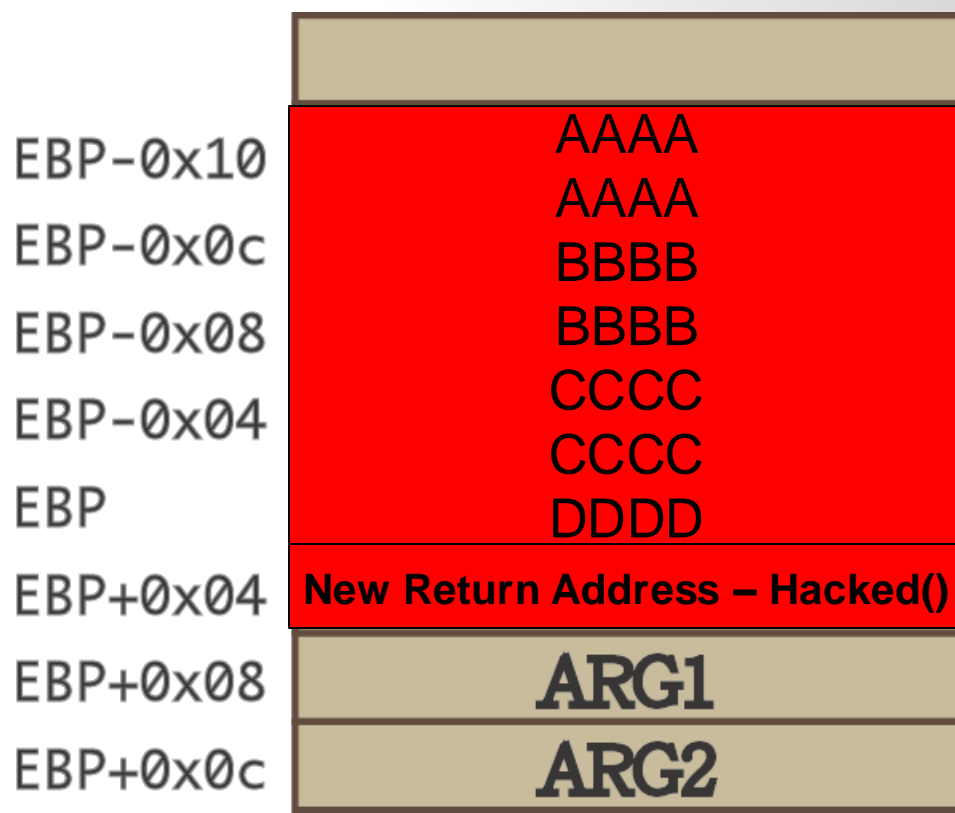 AAAA
EBP-0x10
AAAA
EBP-0x0c
BBBB
EBP-0x08
BBBB
CCCC
EBP-0x04
CCCC
EBP
DDDD
EBP+0x04 New Return Address – Hacked()
EBP+0x08 ARG1
EBP+0x0c ARG2